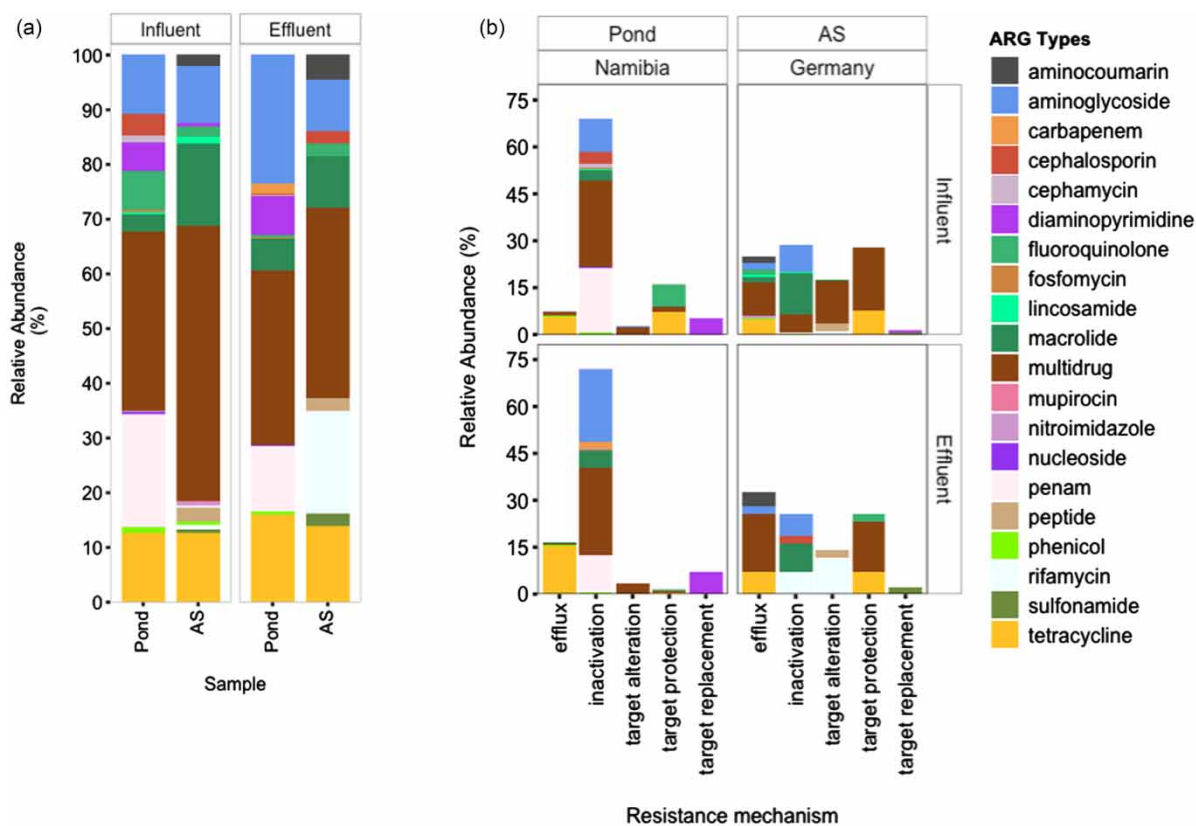 (a)
Influent Effluent
Relative Abundance
(%)
100
90
80
70
60
50
40
30
20
10
0
Pond
AS
Pond
AS
Sample
(b)
Pond AS
Namibia Germany
Relative Abundance (%)
75
60
45
30
15
0
Influent
75
60
45
30
15
0
Effluent
efflux
inactivation
target alteration
target protection
target replacement
efflux
inactivation
target alteration
target protection
target replacement
Resistance mechanism
ARG Types
aminocoumarin
aminoglycoside
carbapenem
cephalosporin
cephamycin
diaminopyrimidine
fluoroquinolone
fosfomycin
lincosamide
macrolide
multidrug
mupirocin
nitroimidazole
nucleoside
penam
peptide
phenicol
rifamycin
sulfonamide
tetracycline